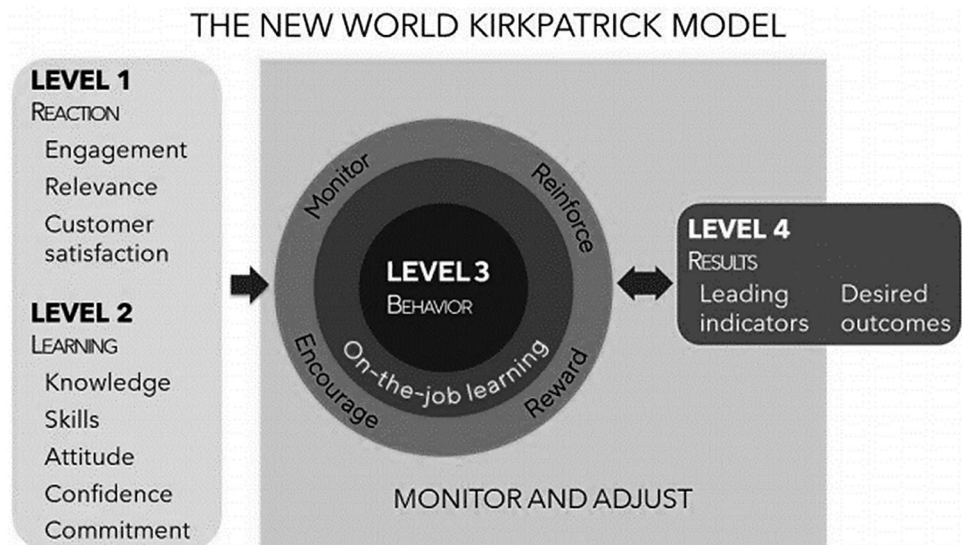 THE NEW WORLD KIRKPATRICK MODEL
LEVEL 1
REACTION
Engagement
Relevance
Customer
satisfaction
LEVEL 2
LEARNING
Knowledge
Skills
Attitude
Confidence
Commitment
Monitor
Reinforce
LEVEL 3
BEHAVIOR
On-the-job learning
Encourage
Reward
MONITOR AND ADJUST
LEVEL 4
RESULTS
Leading
indicators
Desired
outcomes